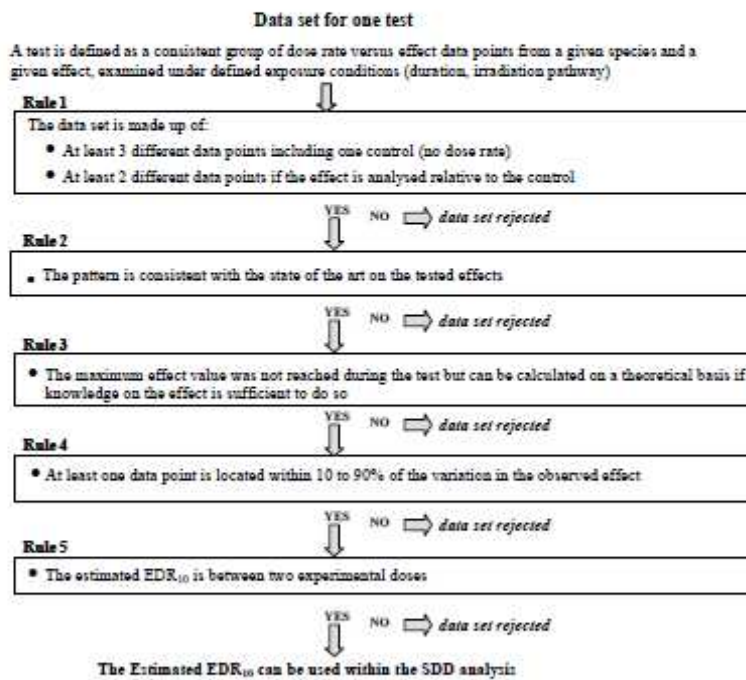 Data set for one test
A test is defined as a consistent group of dose rate versus effect data points from a given species and a
given effect, examined under defined exposure conditions (duration, irradiation pathway)
Rule 1
The data set is made up of:
• At least 3 different data points including one control (no dose rate)
• At least 2 different data points if the effect is analysed relative to the control
YES NO data set rejected
Rule 2
▪ The pattern is consistent with the state of the art on the tested effects
YES NO data set rejected
Rule 3
• The maximum effect value was not reached during the test but can be calculated on a theoretical basis if
knowledge on the effect is sufficient to do so
YES NO data set rejected
Rule 4
• At least one data point is located within 10 to 90% of the variation in the observed effect
YES NO data set rejected
Rule 5
• The estimated EDR₁₀ is between two experimental doses
YES NO data set rejected
The Estimated EDR₁₀ can be used within the SDD analysis